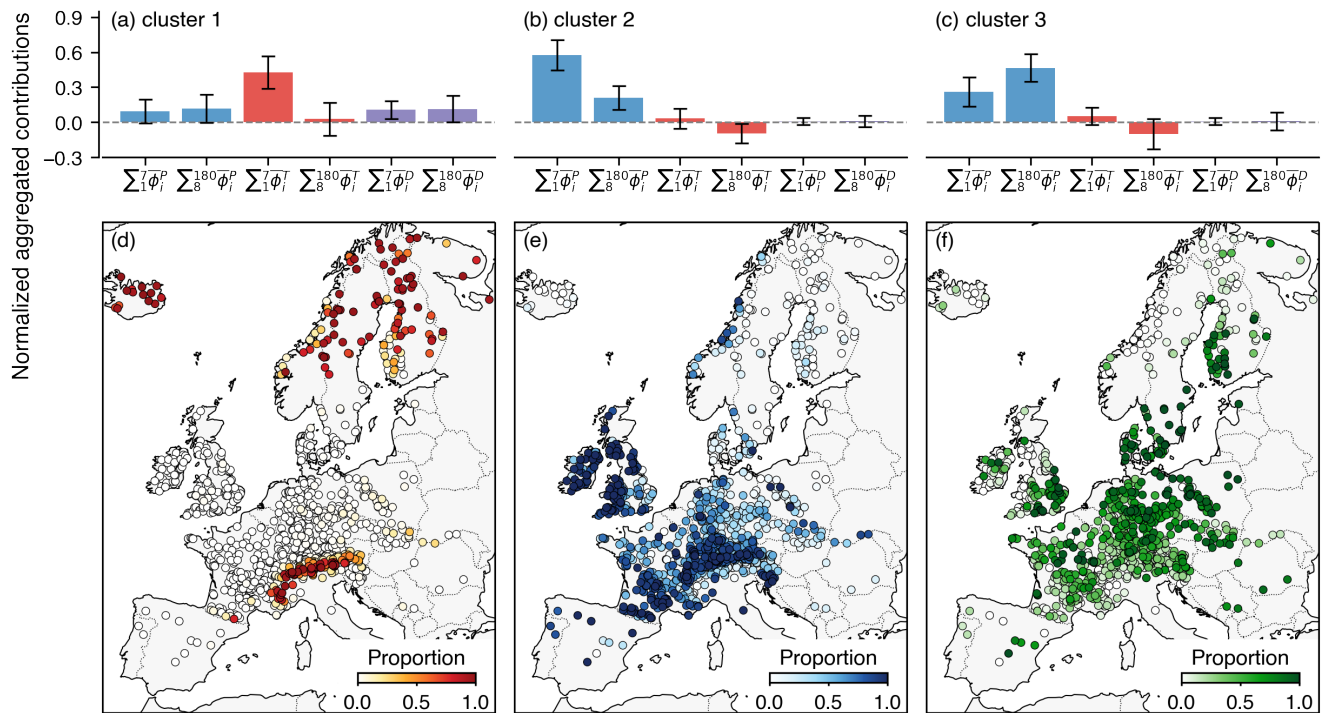 (a) cluster 1
(b) cluster 2
(c) cluster 3
Normalized aggregated contributions
0.9
0.6
0.3
0.0
−0.3
∑₁⁷ϕ̅ᵢᴾ ∑₈¹⁸⁰ϕ̅ᵢᴾ ∑₁⁷ϕ̅ᵢᵀ ∑₈¹⁸⁰ϕ̅ᵢᵀ ∑₁⁷ϕ̅ᵢᴰ ∑₈¹⁸⁰ϕ̅ᵢᴰ
∑₁⁷ϕ̅ᵢᴾ ∑₈¹⁸⁰ϕ̅ᵢᴾ ∑₁⁷ϕ̅ᵢᵀ ∑₈¹⁸⁰ϕ̅ᵢᵀ ∑₁⁷ϕ̅ᵢᴰ ∑₈¹⁸⁰ϕ̅ᵢᴰ
∑₁⁷ϕ̅ᵢᴾ ∑₈¹⁸⁰ϕ̅ᵢᴾ ∑₁⁷ϕ̅ᵢᵀ ∑₈¹⁸⁰ϕ̅ᵢᵀ ∑₁⁷ϕ̅ᵢᴰ ∑₈¹⁸⁰ϕ̅ᵢᴰ
(d)
Proportion
0.0 0.5 1.0
(e)
Proportion
0.0 0.5 1.0
(f)
Proportion
0.0 0.5 1.0